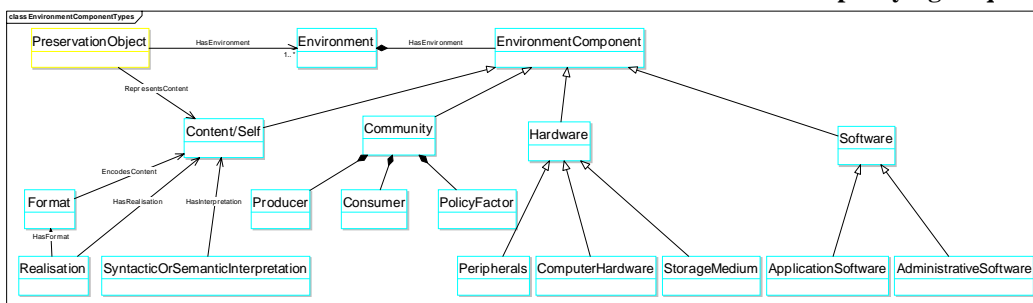 class EnvironmentComponentTypes
PreservationObject
HasEnvironment
1.. *
Environment
HasEnvironment
EnvironmentComponent
RepresentsContent
Content/Self
Community
Hardware
Software
EncodesContent
HasRealisation
HasInterpretation
Format
Producer
Consumer
PolicyFactor
HasFormat
Realisation
SyntacticOrSemanticInterpretation
Peripherals
ComputerHardware
StorageMedium
ApplicationSoftware
AdministrativeSoftware